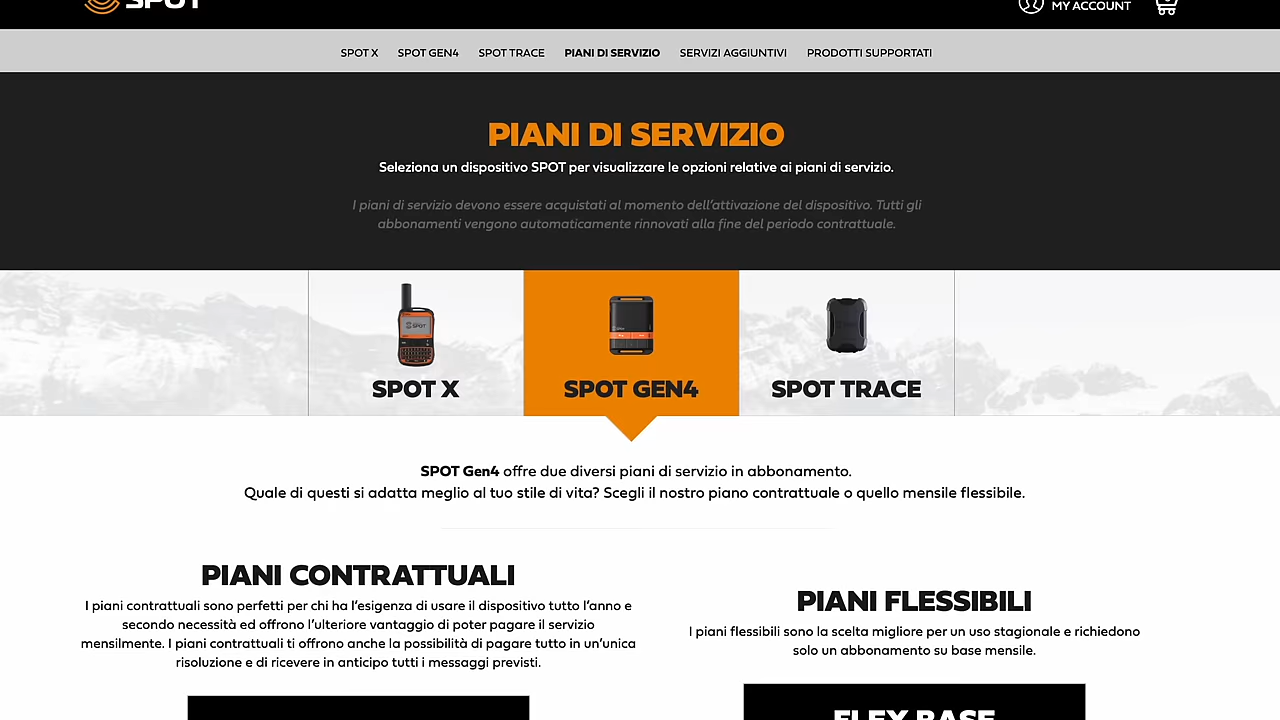 SPOT
MY ACCOUNT
SPOT X
SPOT GEN4
SPOT TRACE
PIANI DI SERVIZIO
SERVIZI AGGIUNTIVI
PRODOTTI SUPPORTATI
PIANI DI SERVIZIO
Seleziona un dispositivo SPOT per visualizzare le opzioni relative ai piani di servizio.
I piani di servizio devono essere acquistati al momento dell’attivazione del dispositivo. Tutti gli
abbonamenti vengono automaticamente rinnovati alla fine del periodo contrattuale.
SPOT X
SPOT GEN4
SPOT TRACE
SPOT Gen4 offre due diversi piani di servizio in abbonamento.
Quale di questi si adatta meglio al tuo stile di vita? Scegli il nostro piano contrattuale o quello mensile flessibile.
PIANI CONTRATTUALI
I piani contrattuali sono perfetti per chi ha l’esigenza di usare il dispositivo tutto l’anno e
secondo necessità ed offrono l’ulteriore vantaggio di poter pagare il servizio
mensilmente. I piani contrattuali ti offrono anche la possibilità di pagare tutto in un’unica
risoluzione e di ricevere in anticipo tutti i messaggi previsti.
PIANI FLESSIBILI
I piani flessibili sono la scelta migliore per un uso stagionale e richiedono
solo un abbonamento su base mensile.
FLEX BASE